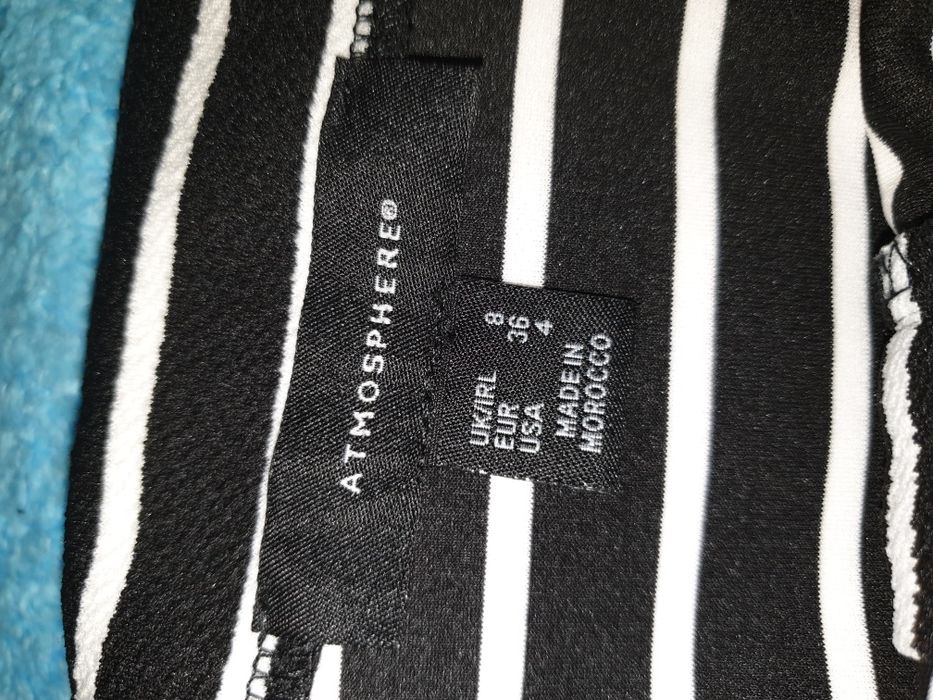 ATMOSPHERE®
UK/IRL 8
EUR 36
USA 4
MADE IN
MOROCCO